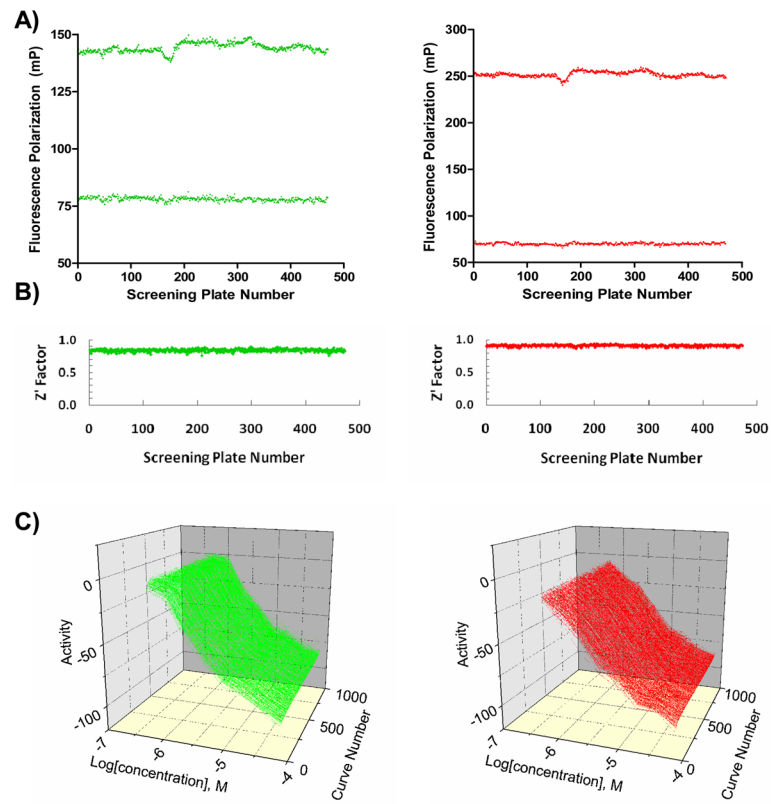 A)
Fluorescence Polarization (mP)
150
125
100
75
50
0 100 200 300 400 500
Screening Plate Number
Fluorescence Polarization (mP)
300
250
200
150
100
50
0 100 200 300 400 500
Screening Plate Number
B)
Z' Factor
1.0
0.5
0.0
0 100 200 300 400 500
Screening Plate Number
Z' Factor
1.0
0.5
0.0
0 100 200 300 400 500
Screening Plate Number
C)
Activity
0
-50
-100
-7 -6 -5 -4
Log[concentration], M
0 500 1000
Curve Number
Activity
0
-50
-100
-7 -6 -5 -4
Log[concentration], M
0 500 1000
Curve Number